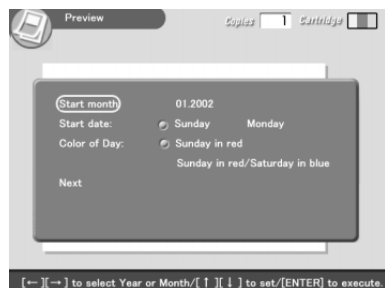 Preview
Copies 1 Cartridge
Start month 01.2002
Start date: Sunday Monday
Color of Day: Sunday in red
Sunday in red/Saturday in blue
Next
[←][→] to select Year or Month/[↑][↓] to set/[ENTER] to execute.